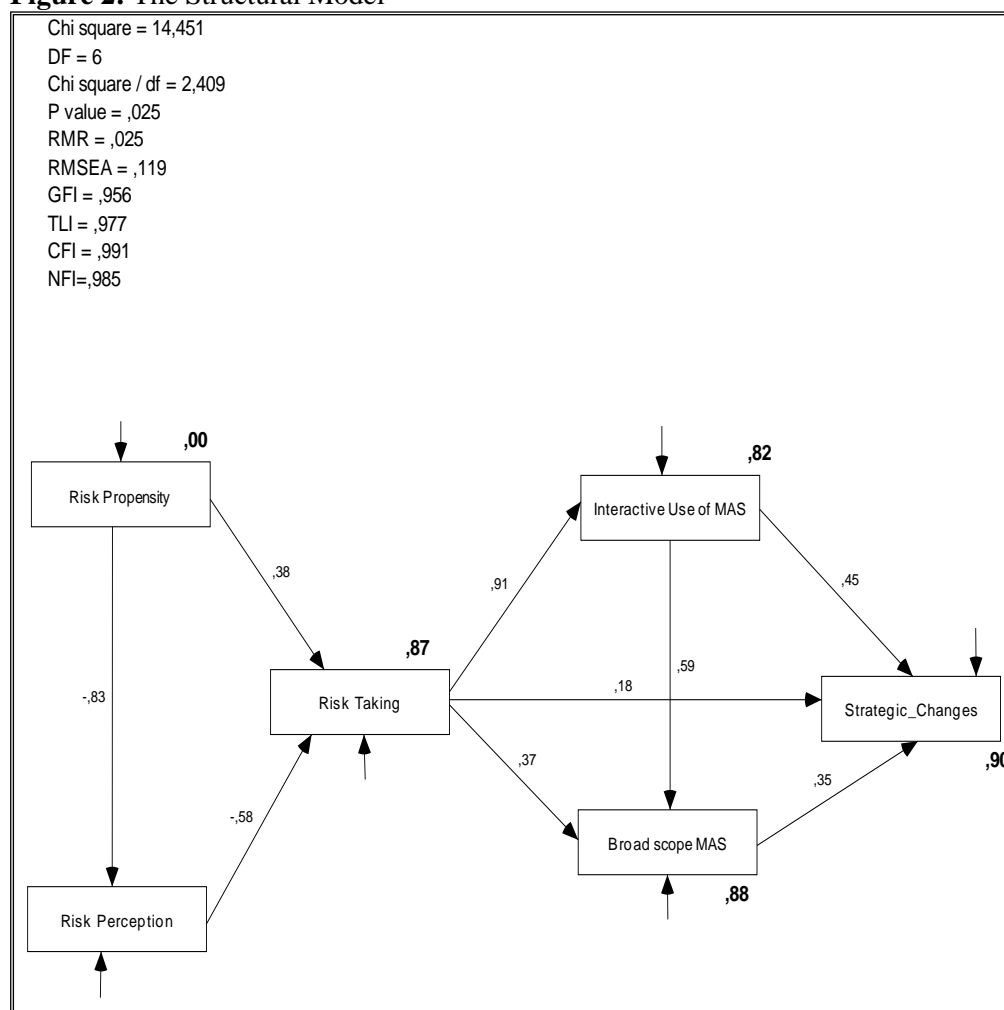 Figure 2: The Structural Model
Chi square = 14,451
DF = 6
Chi square / df = 2,409
P value = ,025
RMR = ,025
RMSEA = ,119
GFI = ,956
TLI = ,977
CFI = ,991
NFI=,985
,00
Risk Propensity
,82
Interactive Use of MAS
,38
,91
,45
,87
-,83
Risk Taking
,18
,59
Strategic_Changes
,37
,90
,35
-,58
Broad scope MAS
,88
Risk Perception